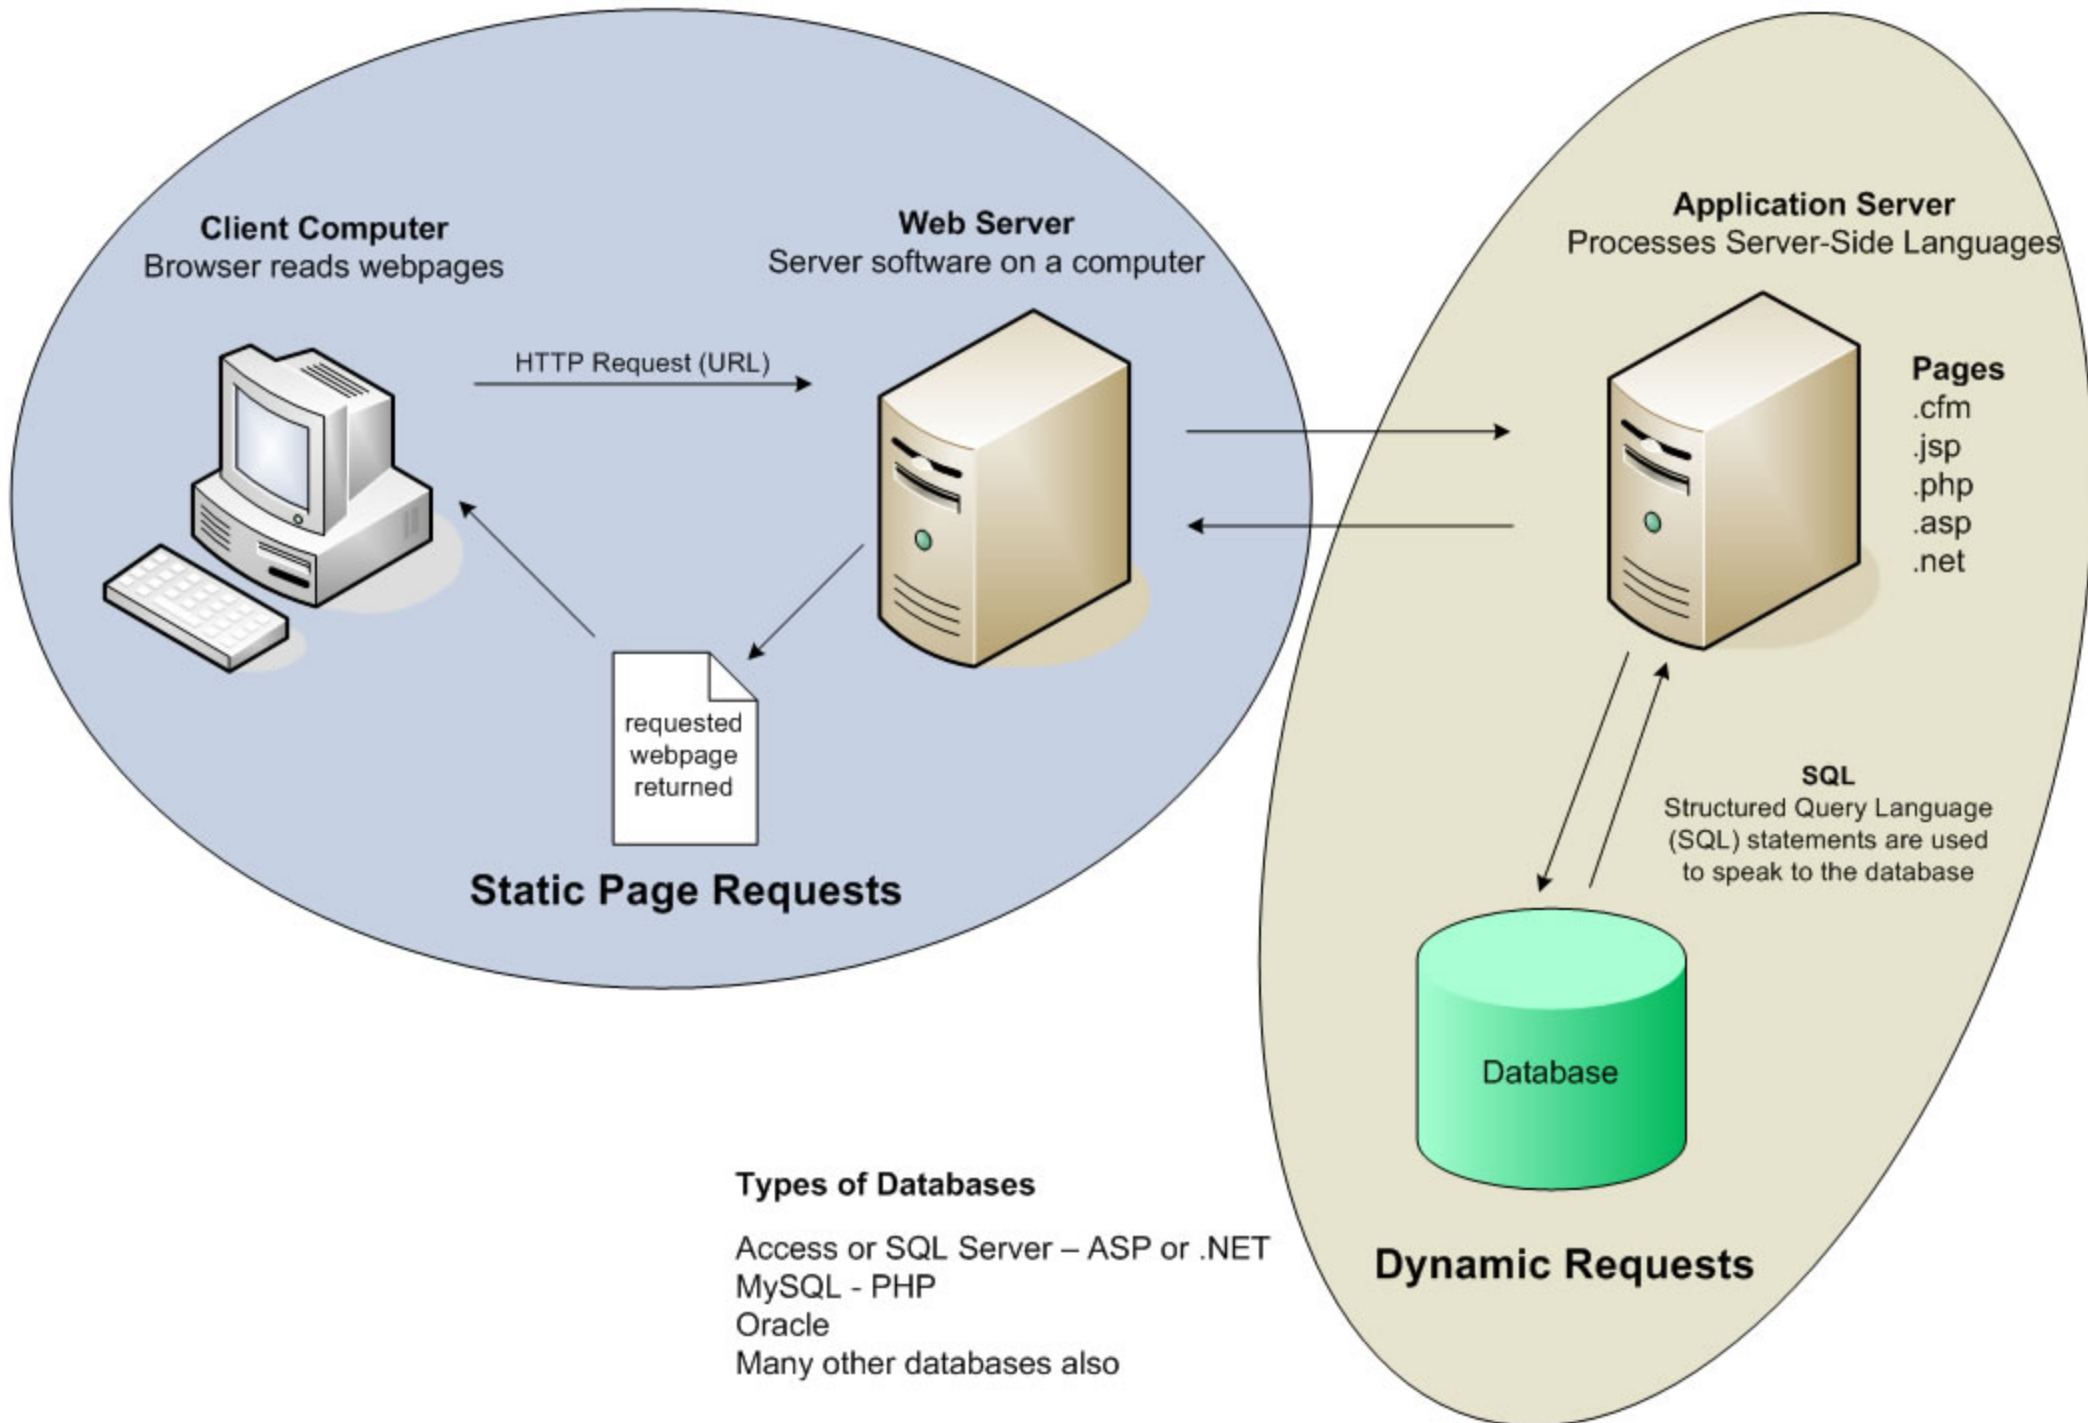 Client Computer
Browser reads webpages
Web Server
Server software on a computer
HTTP Request (URL)
requested
webpage
returned
Static Page Requests
Application Server
Processes Server-Side Languages
Pages
.cfm
.jsp
.php
.asp
.net
SQL
Structured Query Language
(SQL) statements are used
to speak to the database
Database
Dynamic Requests
Types of Databases
Access or SQL Server – ASP or .NET
MySQL - PHP
Oracle
Many other databases also